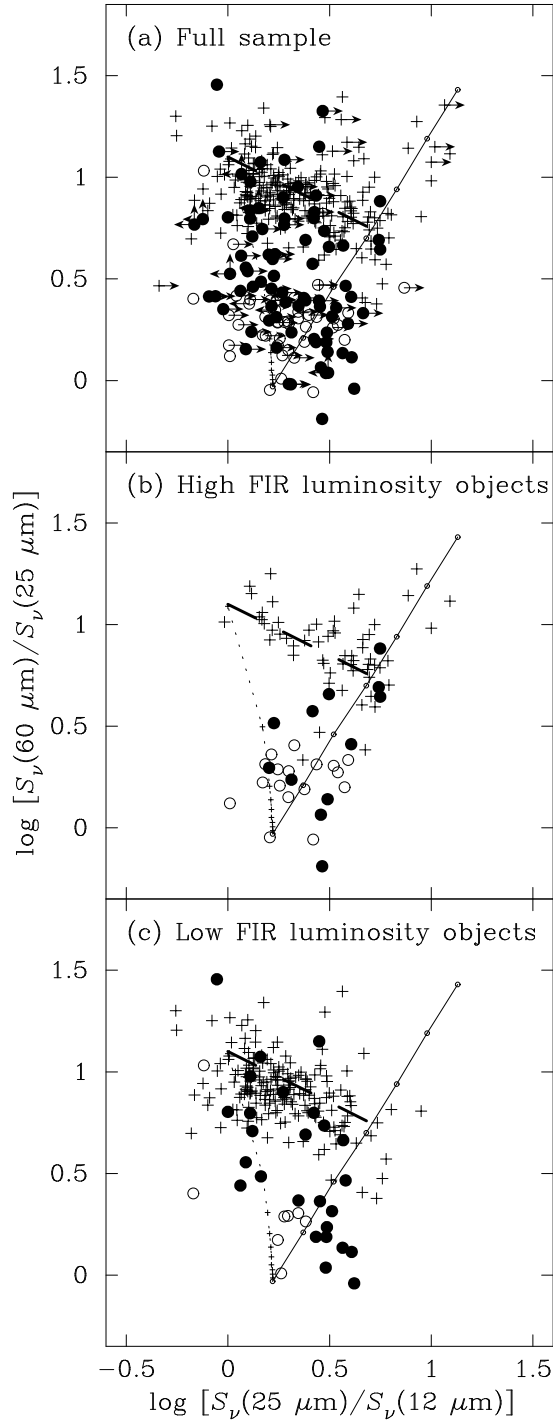 (a) Full sample
1.5
1
0.5
0
(b) High FIR luminosity objects
1.5
1
0.5
0
log [Sν(60 μm)/Sν(25 μm)]
(c) Low FIR luminosity objects
1.5
1
0.5
0
−0.5 0 0.5 1
log [Sν(25 μm)/Sν(12 μm)]